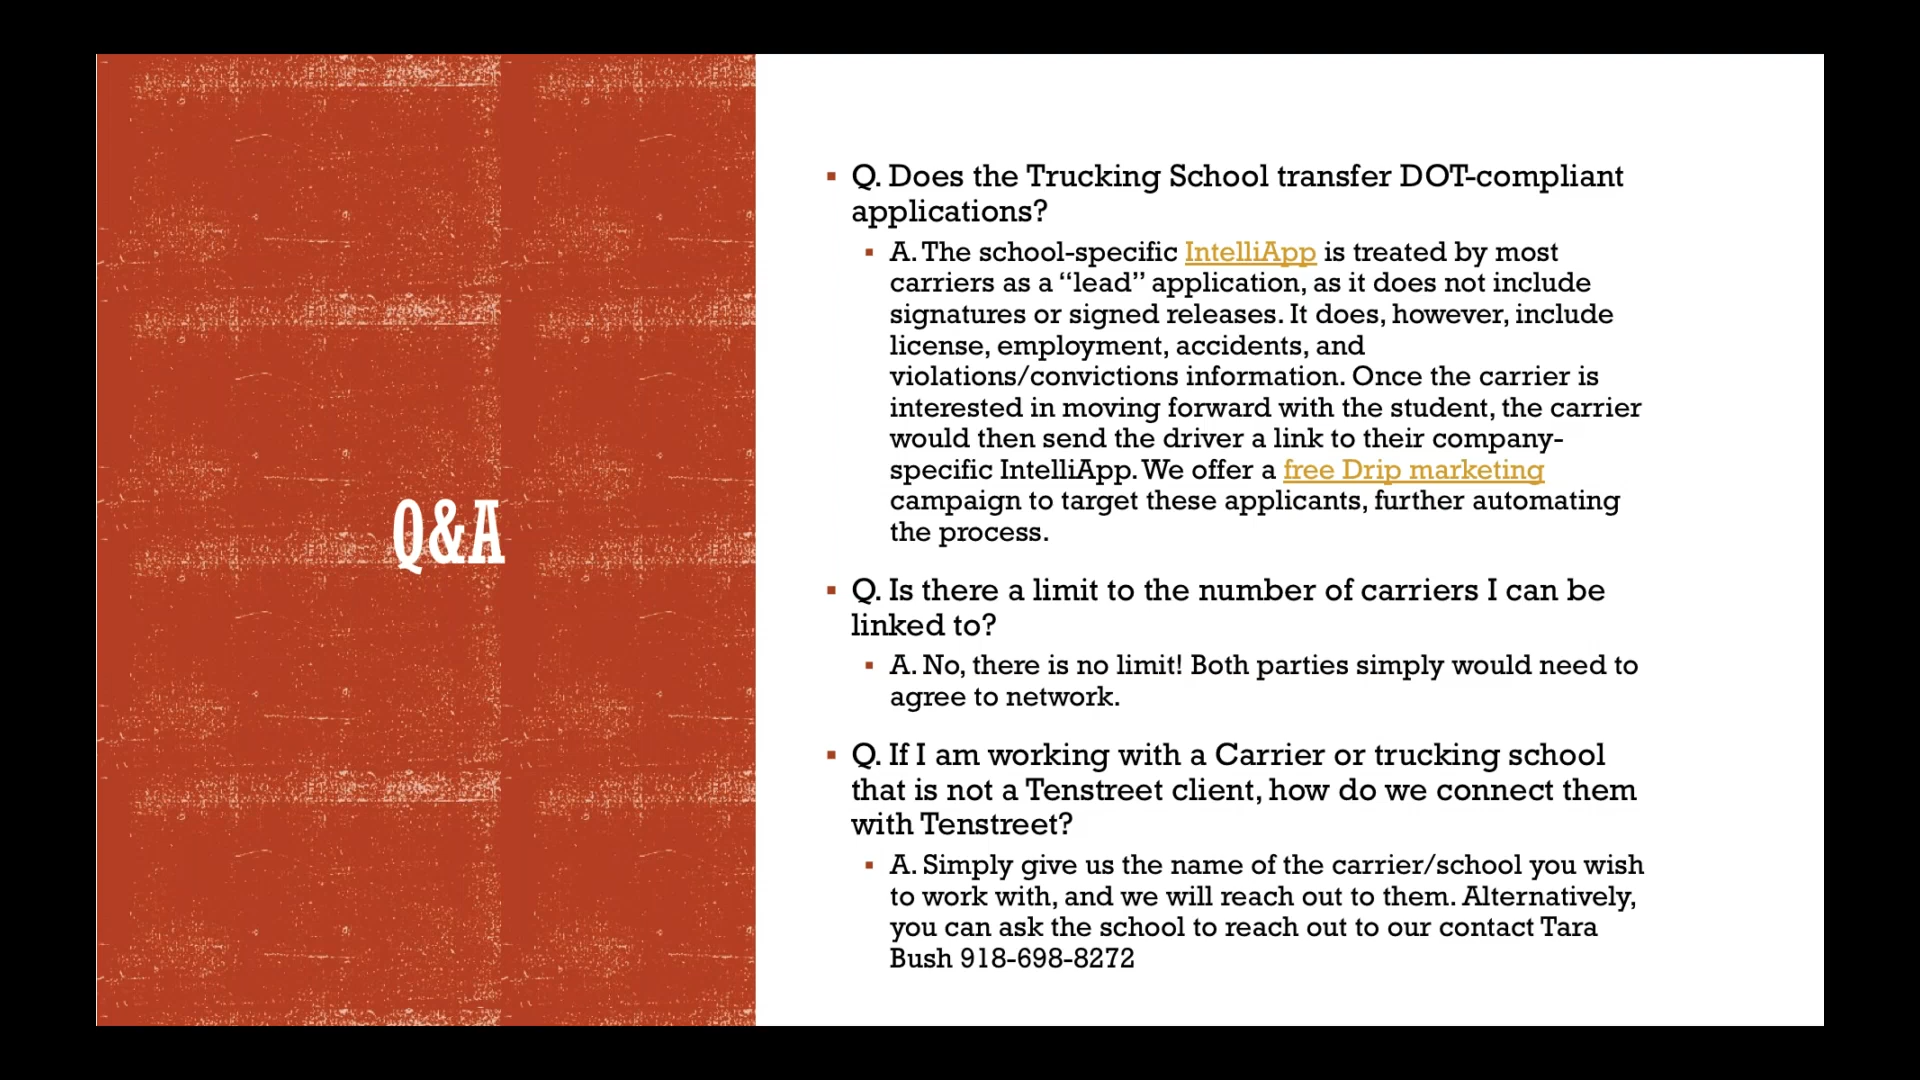 Q&A
Q. Does the Trucking School transfer DOT-compliant
applications?
A. The school-specific IntelliApp is treated by most
carriers as a “lead” application, as it does not include
signatures or signed releases. It does, however, include
license, employment, accidents, and
violations/convictions information. Once the carrier is
interested in moving forward with the student, the carrier
would then send the driver a link to their company-
specific IntelliApp. We offer a free Drip marketing
campaign to target these applicants, further automating
the process.
Q. Is there a limit to the number of carriers I can be
linked to?
A. No, there is no limit! Both parties simply would need to
agree to network.
Q. If I am working with a Carrier or trucking school
that is not a Tenstreet client, how do we connect them
with Tenstreet?
A. Simply give us the name of the carrier/school you wish
to work with, and we will reach out to them. Alternatively,
you can ask the school to reach out to our contact Tara
Bush 918-698-8272